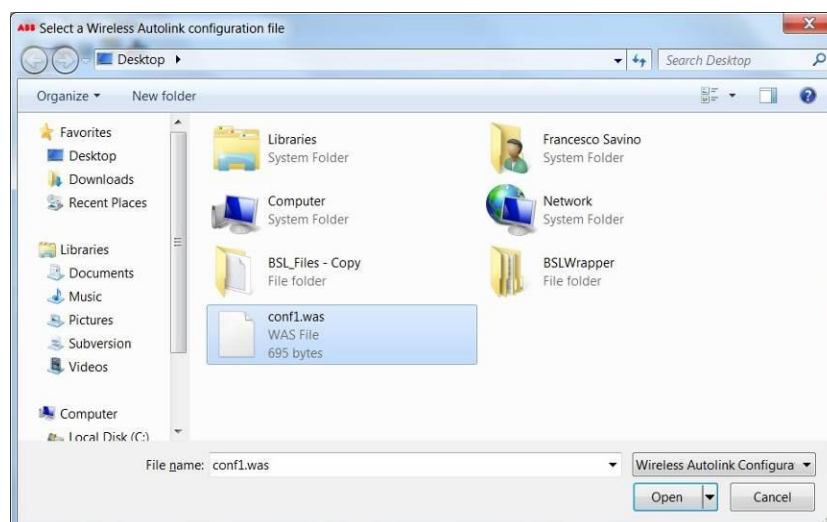 ABB Select a Wireless Autolink configuration file
Desktop
Search Desktop
Organize
New folder
Favorites
Desktop
Downloads
Recent Places
Libraries
Documents
Music
Pictures
Subversion
Videos
Computer
Local Disk (C:)
Libraries
System Folder
Francesco Savino
System Folder
Computer
System Folder
Network
System Folder
BSL_Files - Copy
File folder
BSLWrapper
File folder
conf1.was
WAS File
695 bytes
File name: conf1.was
Wireless Autolink Configura
Open
Cancel